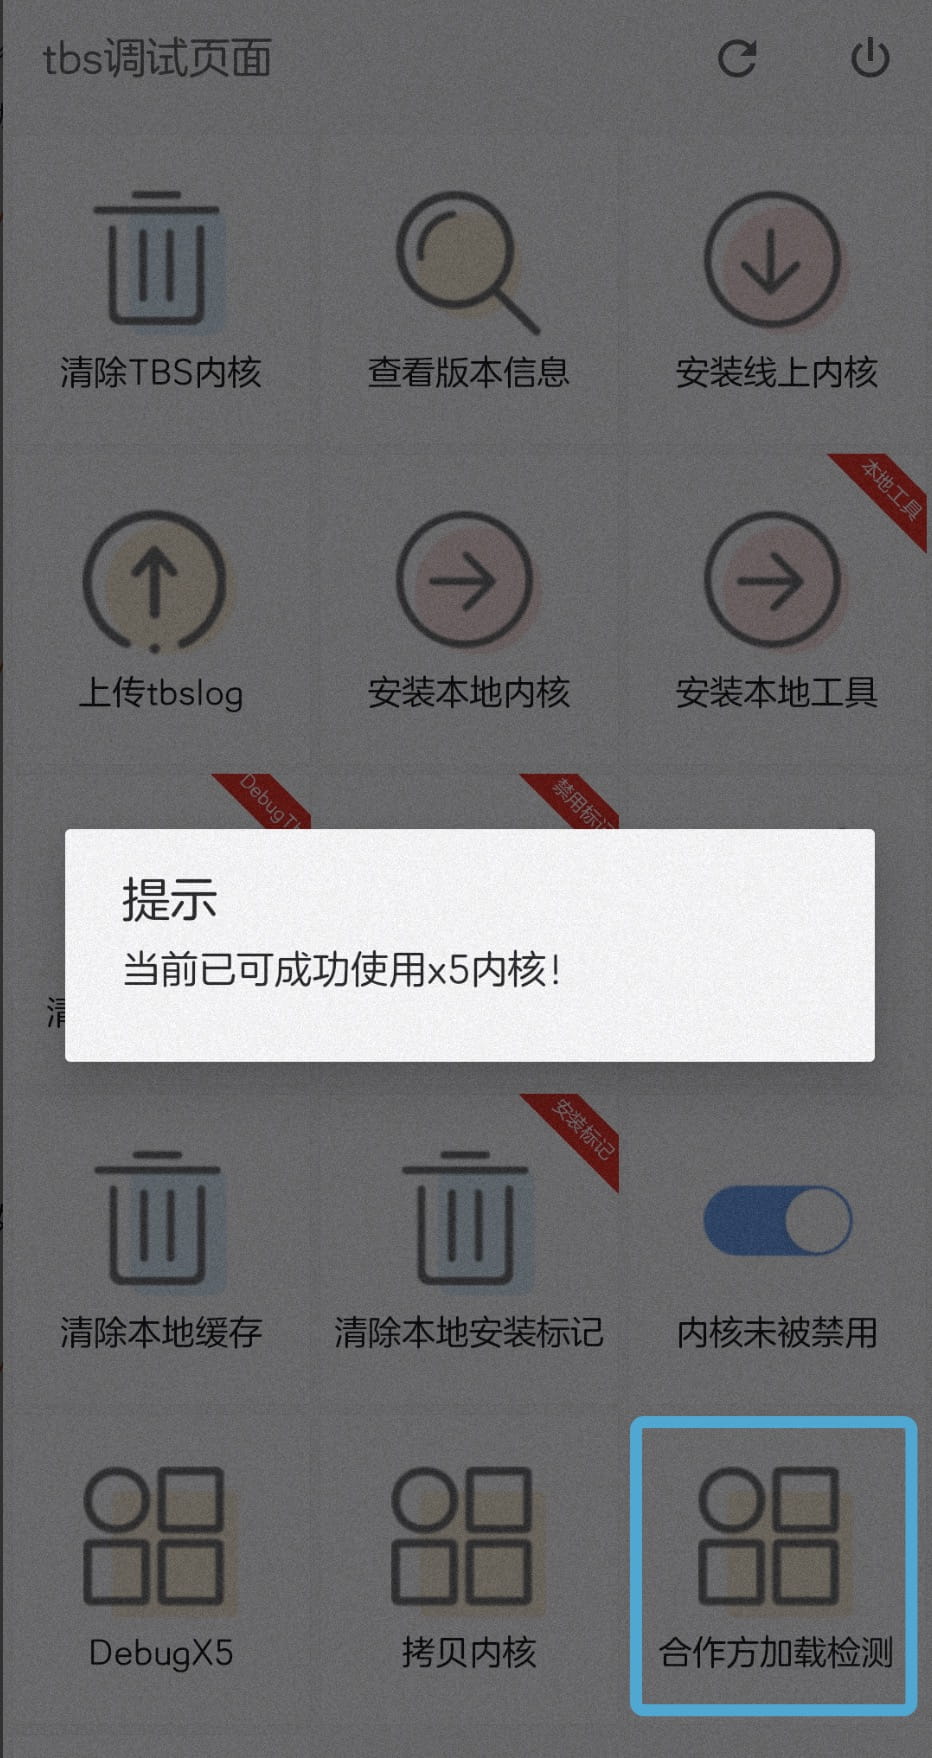 tbs调试页面
清除TBS内核
查看版本信息
安装线上内核
本地工具
上传tbslog
安装本地内核
安装本地工具
禁用标记
提示
当前已可成功使用x5内核!
清
安装标记
清除本地缓存
清除本地安装标记
内核未被禁用
DebugX5
拷贝内核
合作方加载检测